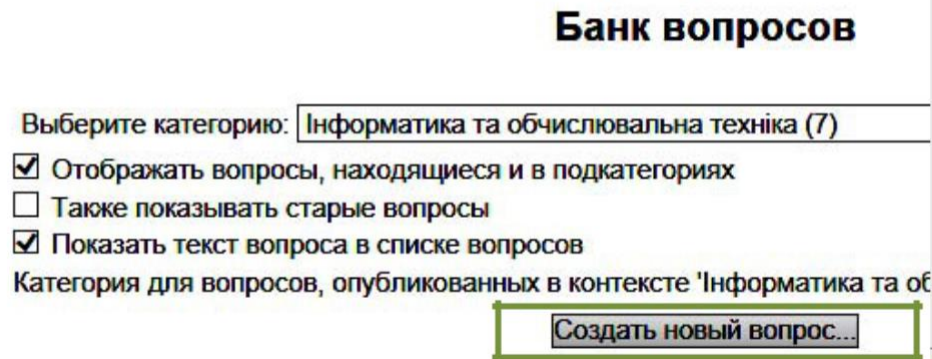 Банк вопросов
Выберите категорию: Інформатика та обчислювальна техніка (7)
Отображать вопросы, находящиеся и в подкатегориях
Также показывать старые вопросы
Показать текст вопроса в списке вопросов
Категория для вопросов, опубликованных в контексте 'Інформатика та
Создать новый вопрос...